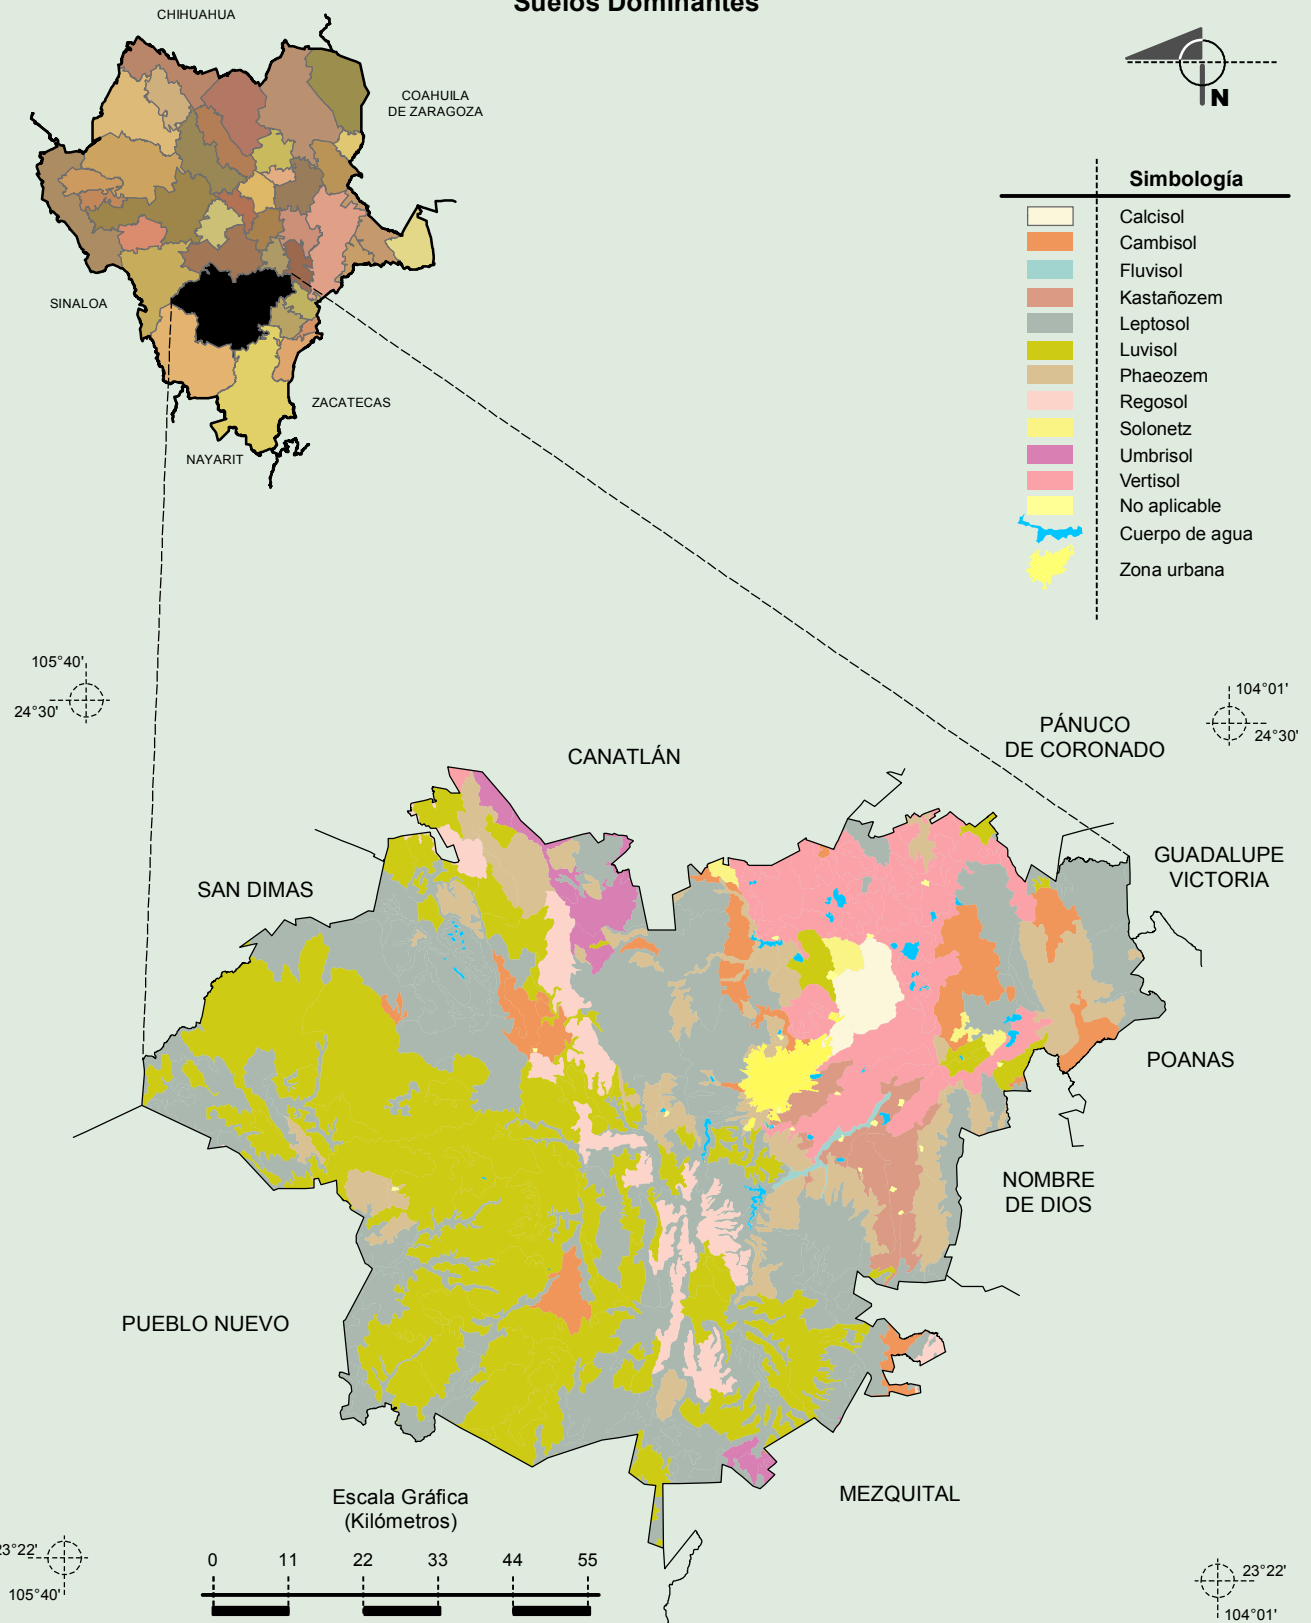 Suelos Dominantes
CHIHUAHUA
COAHUILA
DE ZARAGOZA
SINALOA
ZACATECAS
NAYARIT
N
Simbología
Calcisol
Cambisol
Fluvisol
Kastañozem
Leptosol
Luvisol
Phaeozem
Regosol
Solonetz
Umbrisol
Vertisol
No aplicable
Cuerpo de agua
Zona urbana
105°40'
24°30'
104°01'
24°30'
PÁNUCO
DE CORONADO
CANATLÁN
GUADALUPE
VICTORIA
SAN DIMAS
POANAS
NOMBRE
DE DIOS
PUEBLO NUEVO
MEZQUITAL
Escala Gráfica
(Kilómetros)
0 11 22 33 44 55
23°22'
105°40'
23°22'
104°01'